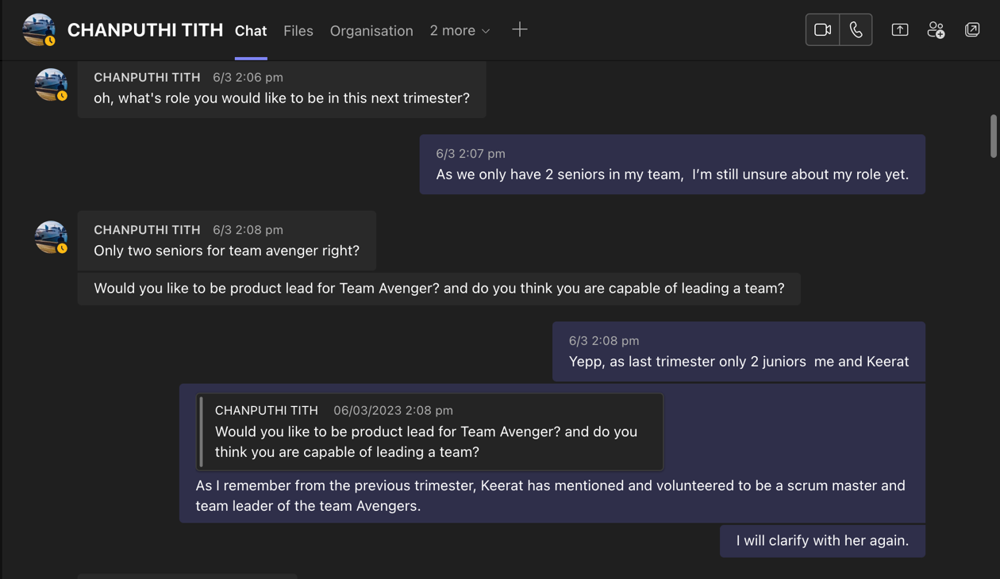 CHANPUTHI TITH Chat Files Organisation 2 more
CHANPUTHI TITH 6/3 2:06 pm
oh, what's role you would like to be in this next trimester?
6/3 2:07 pm
As we only have 2 seniors in my team,  I’m still unsure about my role yet.
CHANPUTHI TITH 6/3 2:08 pm
Only two seniors for team avenger right?
Would you like to be product lead for Team Avenger? and do you think you are capable of leading a team?
6/3 2:08 pm
Yepp, as last trimester only 2 juniors  me and Keerat
CHANPUTHI TITH 06/03/2023 2:08 pm
Would you like to be product lead for Team Avenger? and do you
think you are capable of leading a team?
As I remember from the previous trimester, Keerat has mentioned and volunteered to be a scrum master and
team leader of the team Avengers.
I will clarify with her again.